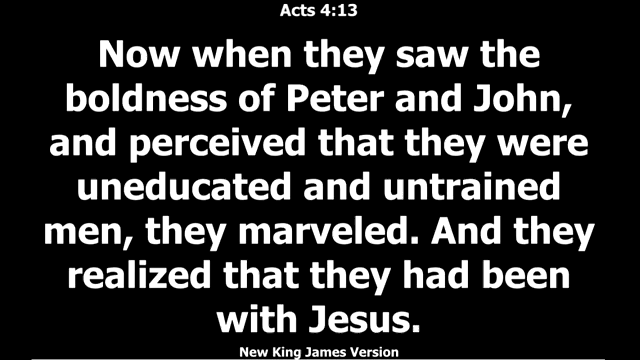 Acts 4:13
Now when they saw the
boldness of Peter and John,
and perceived that they were
uneducated and untrained
men, they marveled. And they
realized that they had been
with Jesus.
New King James Version